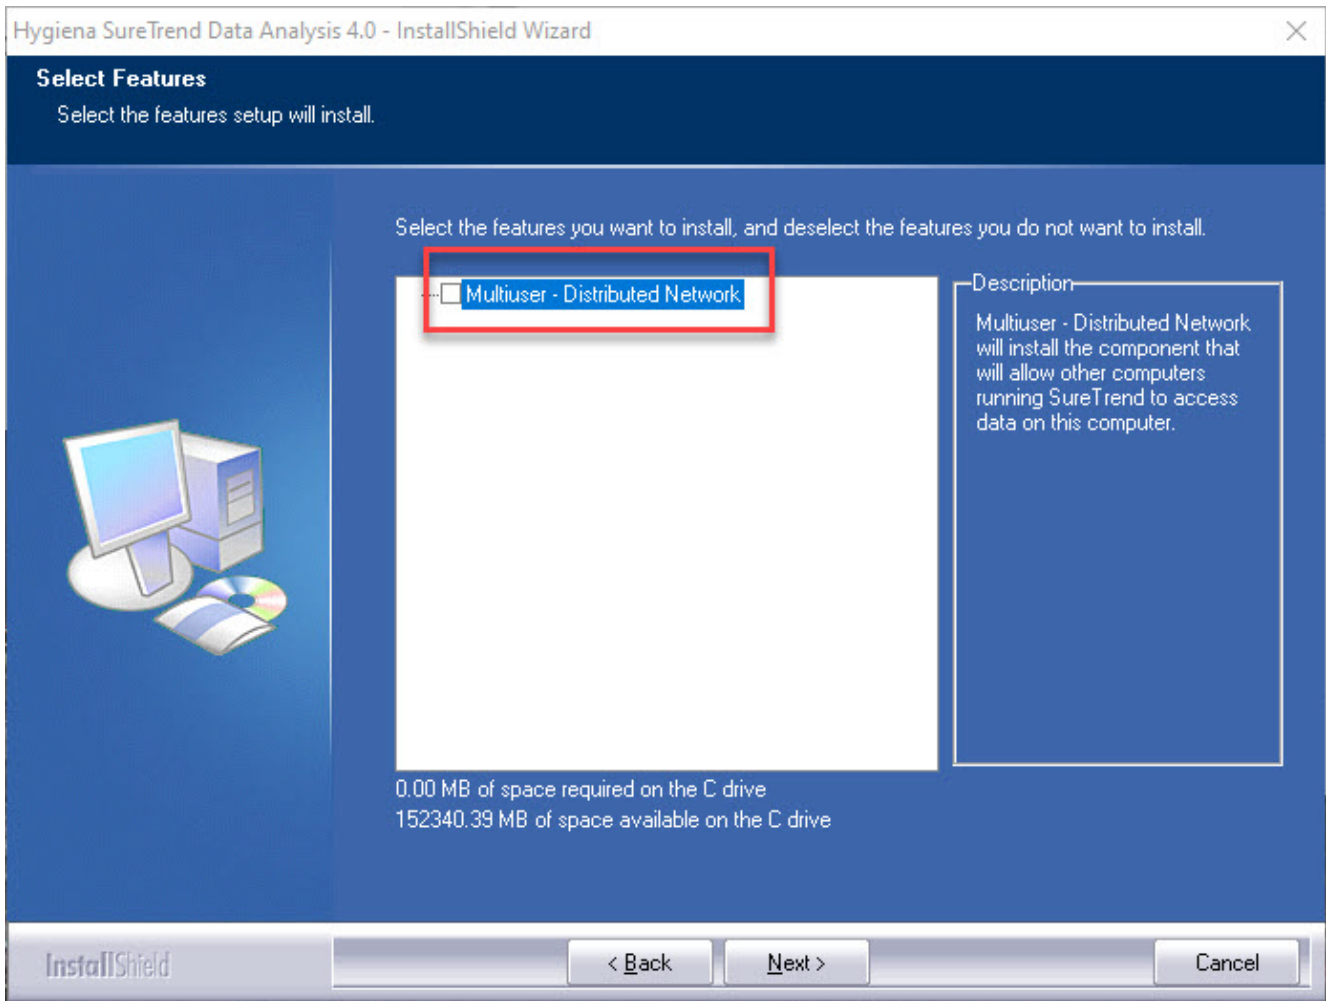 Hygiena SureTrend Data Analysis 4.0 - InstallShield Wizard
Select Features
Select the features setup will install.
Select the features you want to install, and deselect the features you do not want to install.
Multiuser - Distributed Network
Description
Multiuser - Distributed Network
will install the component that
will allow other computers
running SureTrend to access
data on this computer.
0.00 MB of space required on the C drive
152340.39 MB of space available on the C drive
InstallShield
< Back
Next >
Cancel